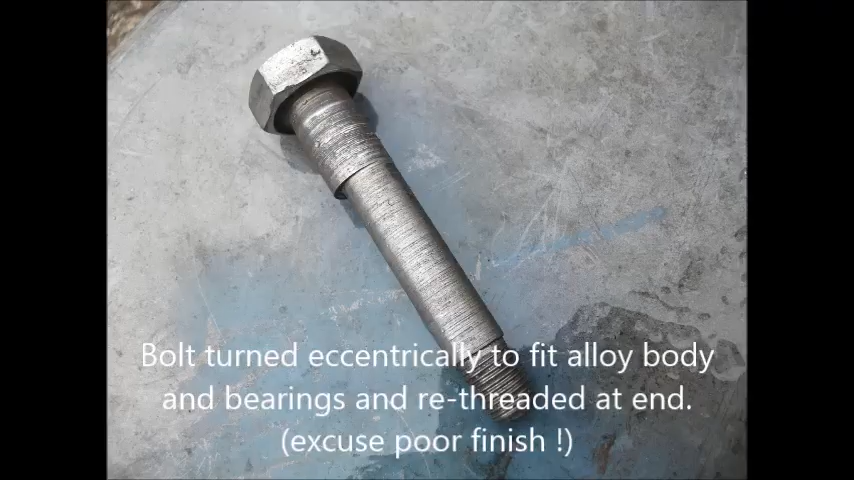 Bolt turned eccentrically to fit alloy body
and bearings and re-threaded at end.
(excuse poor finish !)